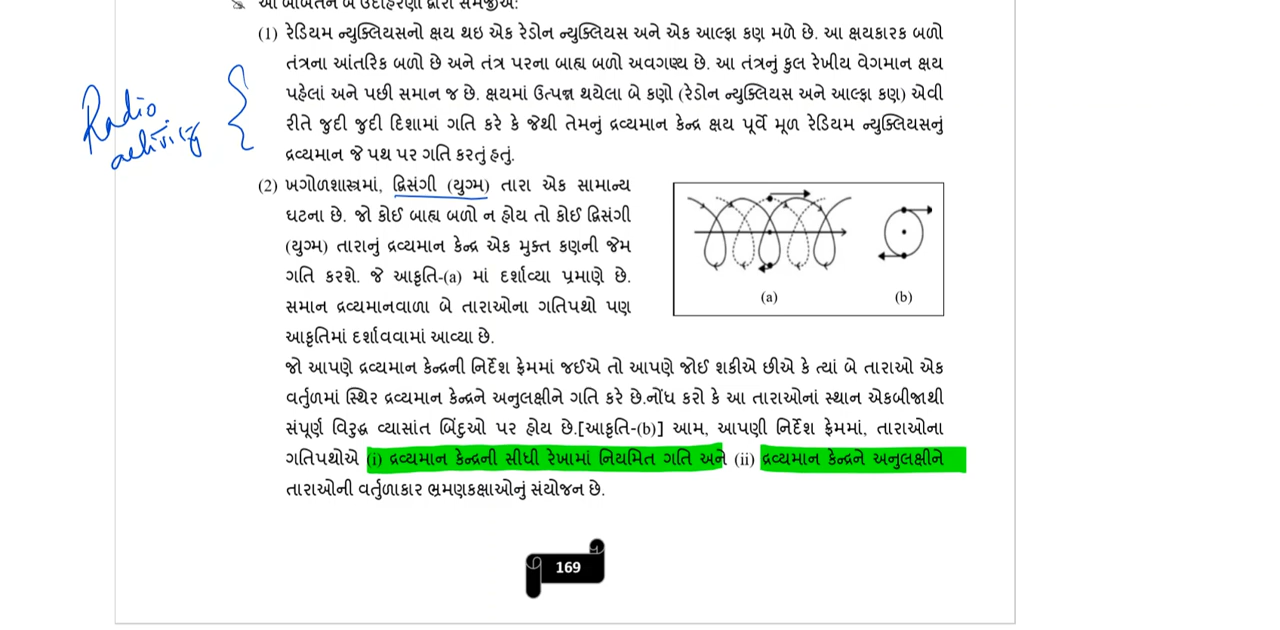 આ બાબતને બે ઉદાહરણો દ્વારા સમજીએ:
(1) રેડિયમ ન્યુક્લિયસનો ક્ષય થઇ એક રેડોન ન્યુક્લિયસ અને એક આલ્ફા કણ મળે છે. આ ક્ષયકારક બળો
તંત્રના આંતરિક બળો છે અને તંત્ર પરના બાહ્ય બળો અવગણ્ય છે. આ તંત્રનું કુલ રેખીય વેગમાન ક્ષય
પહેલાં અને પછી સમાન જ છે. ક્ષયમાં ઉત્પન્ન થયેલા બે કણો (રેડોન ન્યુક્લિયસ અને આલ્ફા કણ) એવી
રીતે જુદી જુદી દિશામાં ગતિ કરે કે જેથી તેમનું દ્રવ્યમાન કેન્દ્ર ક્ષય પૂર્વે મૂળ રેડિયમ ન્યુક્લિયસનું
દ્રવ્યમાન જે પથ પર ગતિ કરતું હતું.
Radio
activity
(2) ખગોળશાસ્ત્રમાં, દ્વિસંગી (યુગ્મ) તારા એક સામાન્ય
ઘટના છે. જો કોઈ બાહ્ય બળો ન હોય તો કોઈ દ્વિસંગી
(યુગ્મ) તારાનું દ્રવ્યમાન કેન્દ્ર એક મુક્ત કણની જેમ
ગતિ કરશે. જે આકૃતિ-(a) માં દર્શાવ્યા પ્રમાણે છે.
સમાન દ્રવ્યમાનવાળા બે તારાઓના ગતિપથો પણ
આકૃતિમાં દર્શાવવામાં આવ્યા છે.
(a) (b)
જો આપણે દ્રવ્યમાન કેન્દ્રની નિર્દેશ ફ્રેમમાં જઈએ તો આપણે જોઈ શકીએ છીએ કે ત્યાં બે તારાઓ એક
વર્તુળમાં સ્થિર દ્રવ્યમાન કેન્દ્રને અનુલક્ષીને ગતિ કરે છે.નોંધ કરો કે આ તારાઓનાં સ્થાન એકબીજાથી
સંપૂર્ણ વિરુદ્ધ વ્યાસાંત બિંદુઓ પર હોય છે.[આકૃતિ-(b)] આમ, આપણી નિર્દેશ ફ્રેમમાં, તારાઓના
ગતિપથોએ (i) દ્રવ્યમાન કેન્દ્રની સીધી રેખામાં નિયમિત ગતિ અને (ii) દ્રવ્યમાન કેન્દ્રને અનુલક્ષીને
તારાઓની વર્તુળાકાર ભ્રમણકક્ષાઓનું સંયોજન છે.
169